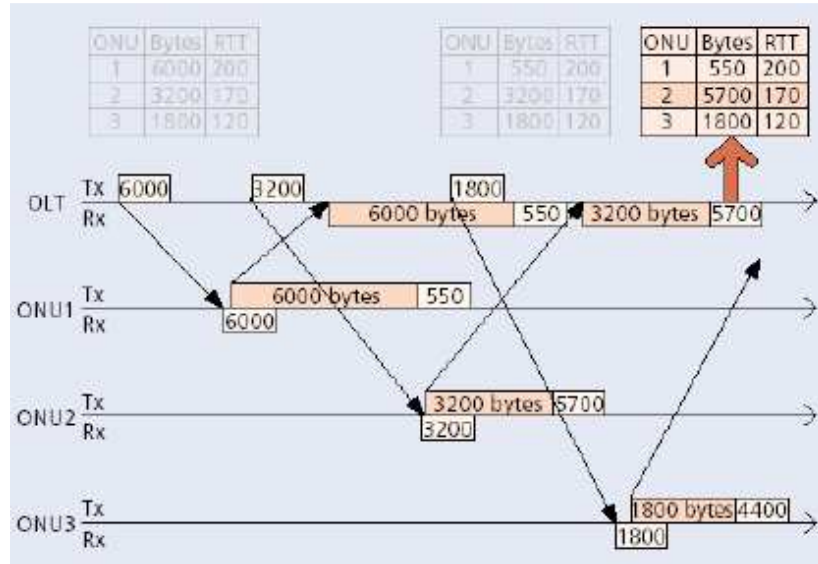 ONU Bytes RTT
1 6000 200
2 3200 170
3 1800 120
ONU Bytes RTT
1 550 200
2 3200 170
3 1800 120
ONU Bytes RTT
1 550 200
2 5700 170
3 1800 120
OLT Tx 6000 3200 1800
Rx 6000 bytes 550 3200 bytes 5700
ONU1 Tx 6000 bytes 550
Rx 6000
ONU2 Tx 3200 bytes 5700
Rx 3200
ONU3 Tx 1800 bytes 4400
Rx 1800